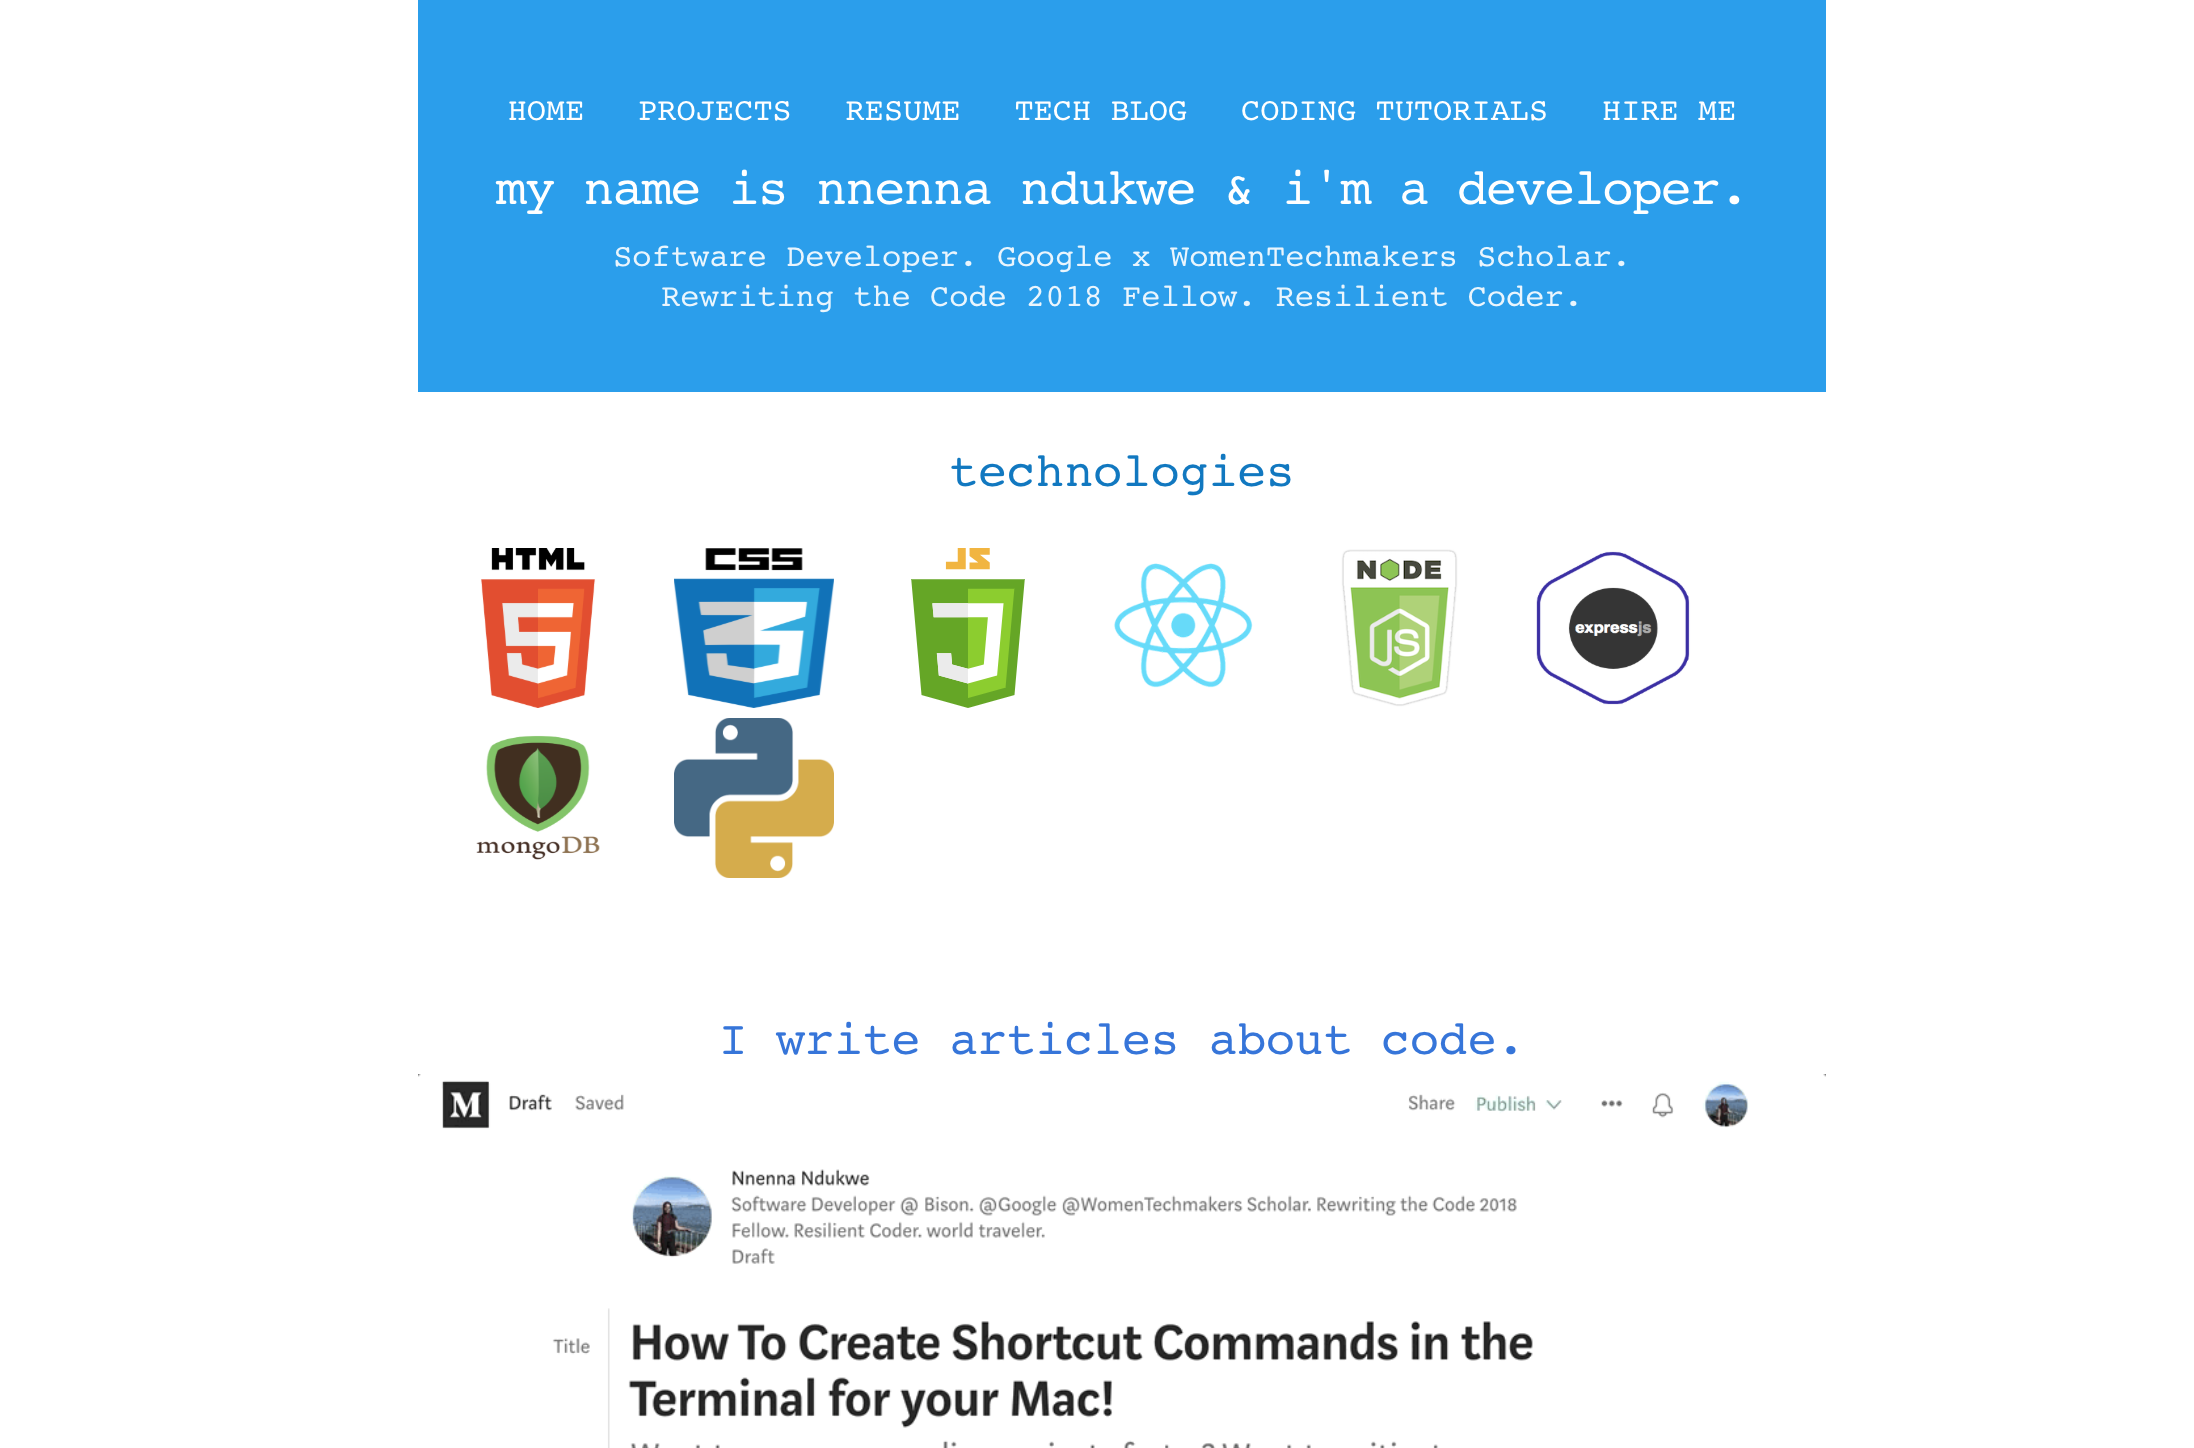 HOME PROJECTS RESUME TECH BLOG CODING TUTORIALS HIRE ME
my name is nnenna ndukwe & i'm a developer.
Software Developer. Google x WomenTechmakers Scholar.
Rewriting the Code 2018 Fellow. Resilient Coder.
technologies
HTML CSS JS NODE
5 3 J JS expressjs
mongoDB
I write articles about code.
M Draft Saved Share Publish
Nnenna Ndukwe
Software Developer @ Bison. @Google @WomenTechmakers Scholar. Rewriting the Code 2018
Fellow. Resilient Coder. world traveler.
Draft
Title How To Create Shortcut Commands in the
Terminal for your Mac!